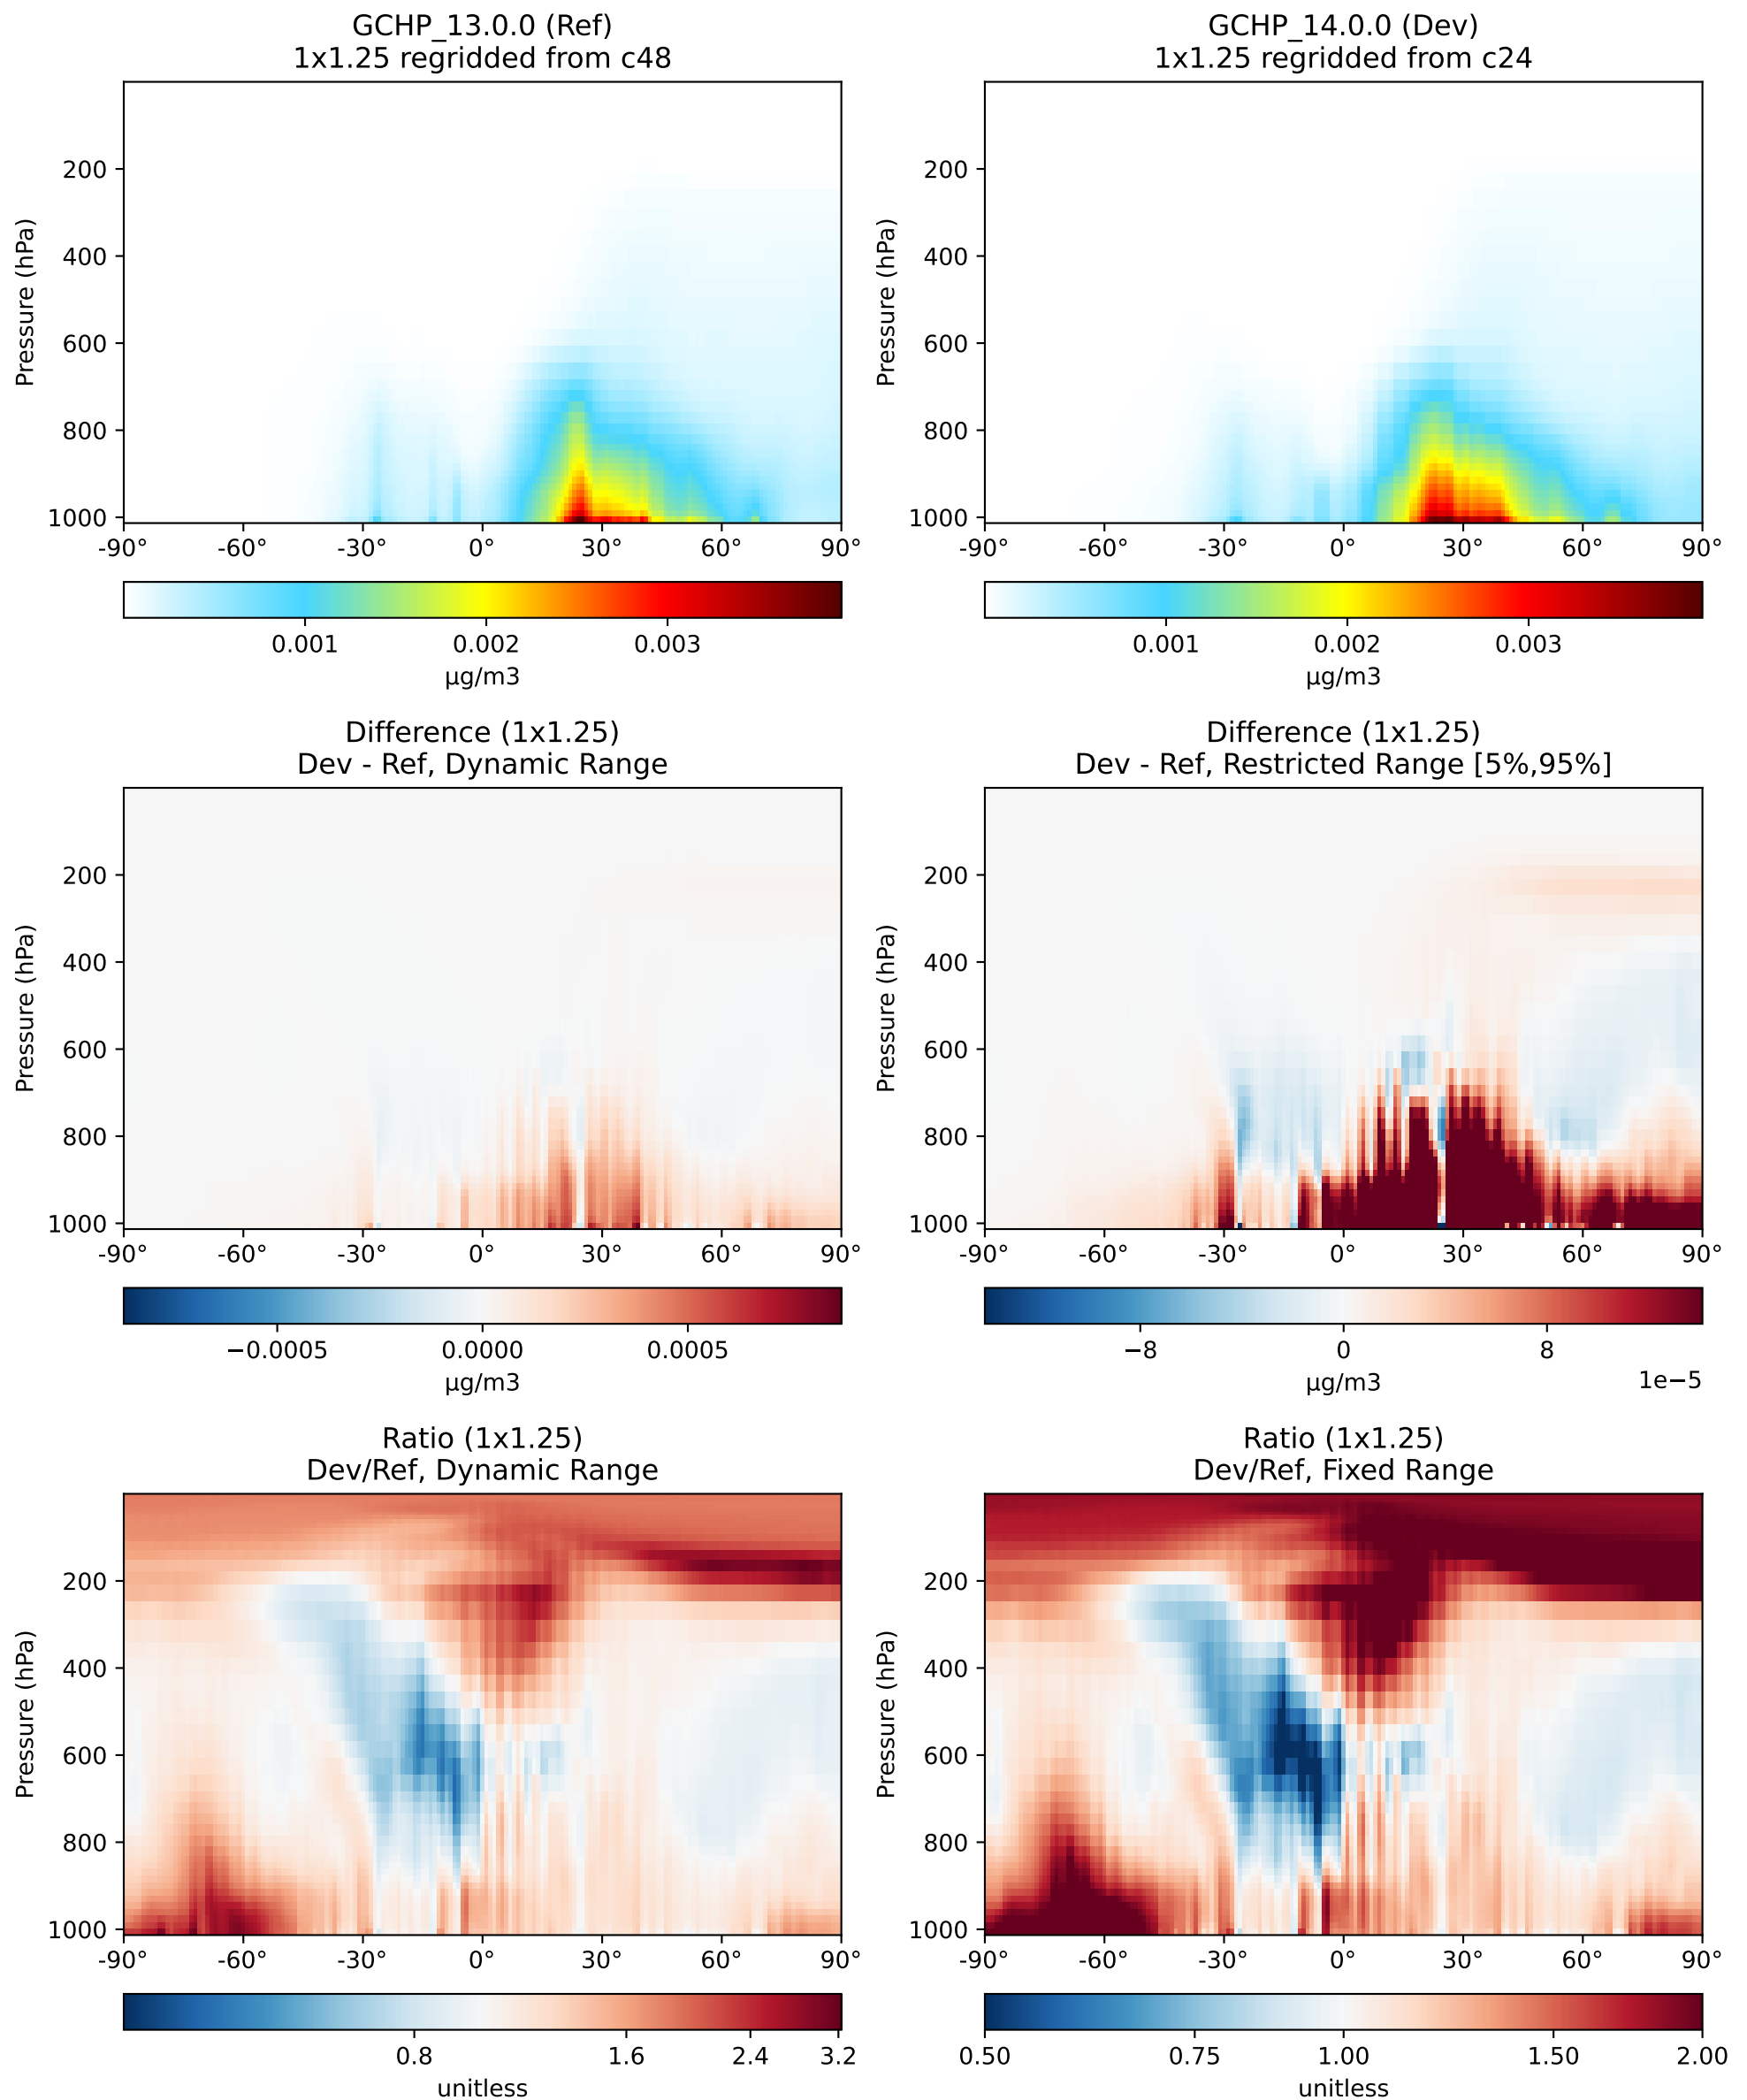 GCHP_13.0.0 (Ref)
1x1.25 regridded from c48
GCHP_14.0.0 (Dev)
1x1.25 regridded from c24
Pressure (hPa)
200
400
600
800
1000
-90° -60° -30° 0° 30° 60° 90°
0.001 0.002 0.003
µg/m3
Pressure (hPa)
200
400
600
800
1000
-90° -60° -30° 0° 30° 60° 90°
0.001 0.002 0.003
µg/m3
Difference (1x1.25)
Dev - Ref, Dynamic Range
Difference (1x1.25)
Dev - Ref, Restricted Range [5%,95%]
Pressure (hPa)
200
400
600
800
1000
-90° -60° -30° 0° 30° 60° 90°
−0.0005 0.0000 0.0005
µg/m3
Pressure (hPa)
200
400
600
800
1000
-90° -60° -30° 0° 30° 60° 90°
−8 0 8
µg/m3
1e−5
Ratio (1x1.25)
Dev/Ref, Dynamic Range
Ratio (1x1.25)
Dev/Ref, Fixed Range
Pressure (hPa)
200
400
600
800
1000
-90° -60° -30° 0° 30° 60° 90°
0.8 1.6 2.4 3.2
unitless
Pressure (hPa)
200
400
600
800
1000
-90° -60° -30° 0° 30° 60° 90°
0.50 0.75 1.00 1.50 2.00
unitless